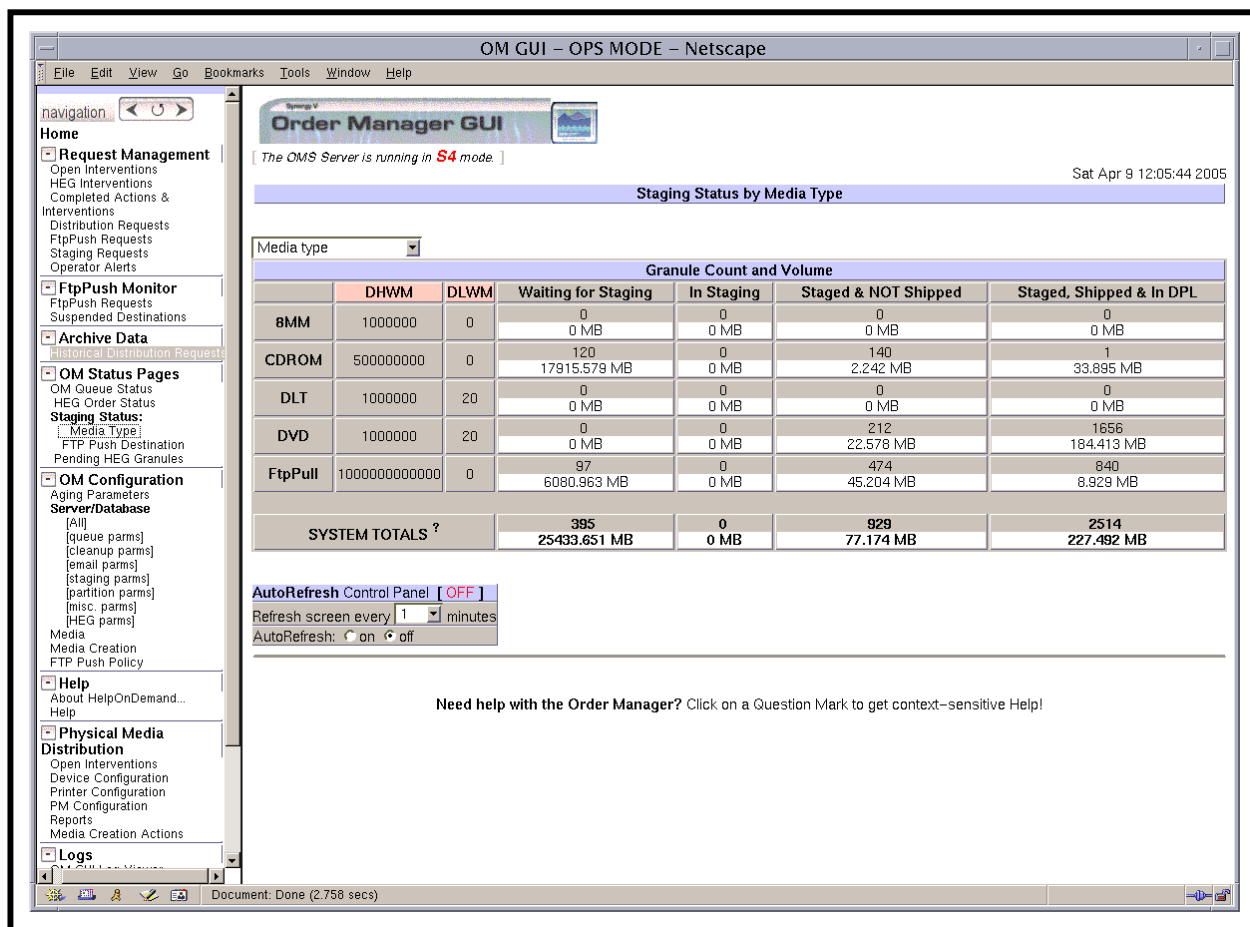 OM GUI – OPS MODE – Netscape
File Edit View Go Bookmarks Tools Window Help
navigation
Home
Request Management
Open Interventions
HEG Interventions
Completed Actions &
Interventions
Distribution Requests
FtpPush Requests
Staging Requests
Operator Alerts
FtpPush Monitor
FtpPush Requests
Suspended Destinations
Archive Data
Historical Distribution Requests
OM Status Pages
OM Queue Status
HEG Order Status
Staging Status:
Media Type
FTP Push Destination
Pending HEG Granules
OM Configuration
Aging Parameters
Server/Database
[All]
[queue parms]
[cleanup parms]
[email parms]
[staging parms]
[partition parms]
[misc. parms]
[HEG parms]
Media
Media Creation
FTP Push Policy
Help
About HelpOnDemand...
Help
Physical Media
Distribution
Open Interventions
Device Configuration
Printer Configuration
PM Configuration
Reports
Media Creation Actions
Logs
Synergy V
Order Manager GUI
[ The OMS Server is running in S4 mode. ]
Sat Apr 9 12:05:44 2005
Staging Status by Media Type
Media type
Granule Count and Volume
DHWM DLWM Waiting for Staging In Staging Staged & NOT Shipped Staged, Shipped & In DPL
8MM 1000000 0 0 0 0 0
0 MB 0 MB 0 MB 0 MB
CDROM 500000000 0 120 0 140 1
17915.579 MB 0 MB 2.242 MB 33.895 MB
DLT 1000000 20 0 0 0 0
0 MB 0 MB 0 MB 0 MB
DVD 1000000 20 0 0 212 1656
0 MB 0 MB 22.578 MB 184.413 MB
FtpPull 1000000000000 0 97 0 474 840
6080.963 MB 0 MB 45.204 MB 8.929 MB
SYSTEM TOTALS ? 395 0 929 2514
25433.651 MB 0 MB 77.174 MB 227.492 MB
AutoRefresh Control Panel [ OFF ]
Refresh screen every 1 minutes
AutoRefresh: on off
Need help with the Order Manager? Click on a Question Mark to get context–sensitive Help!
Document: Done (2.758 secs)